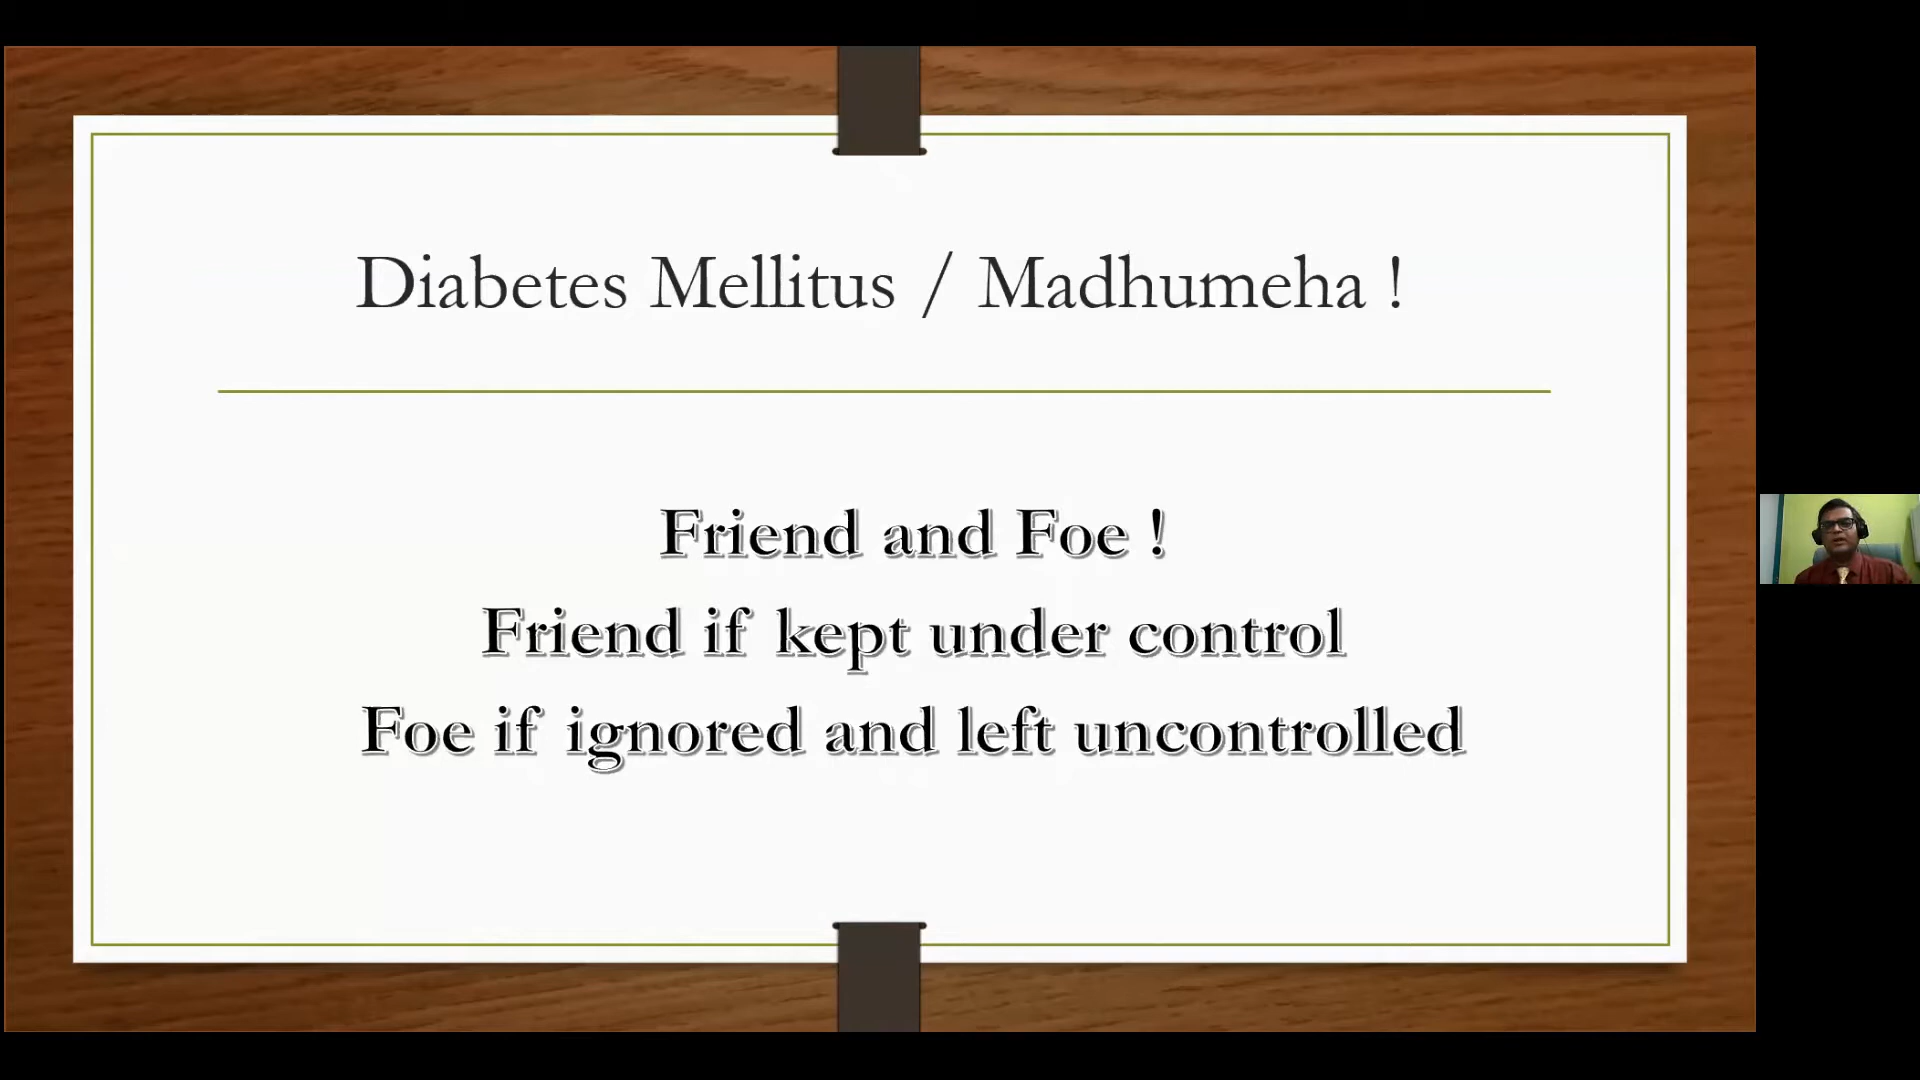 Diabetes Mellitus / Madhumeha !
Friend and Foe !
Friend if kept under control
Foe if ignored and left uncontrolled